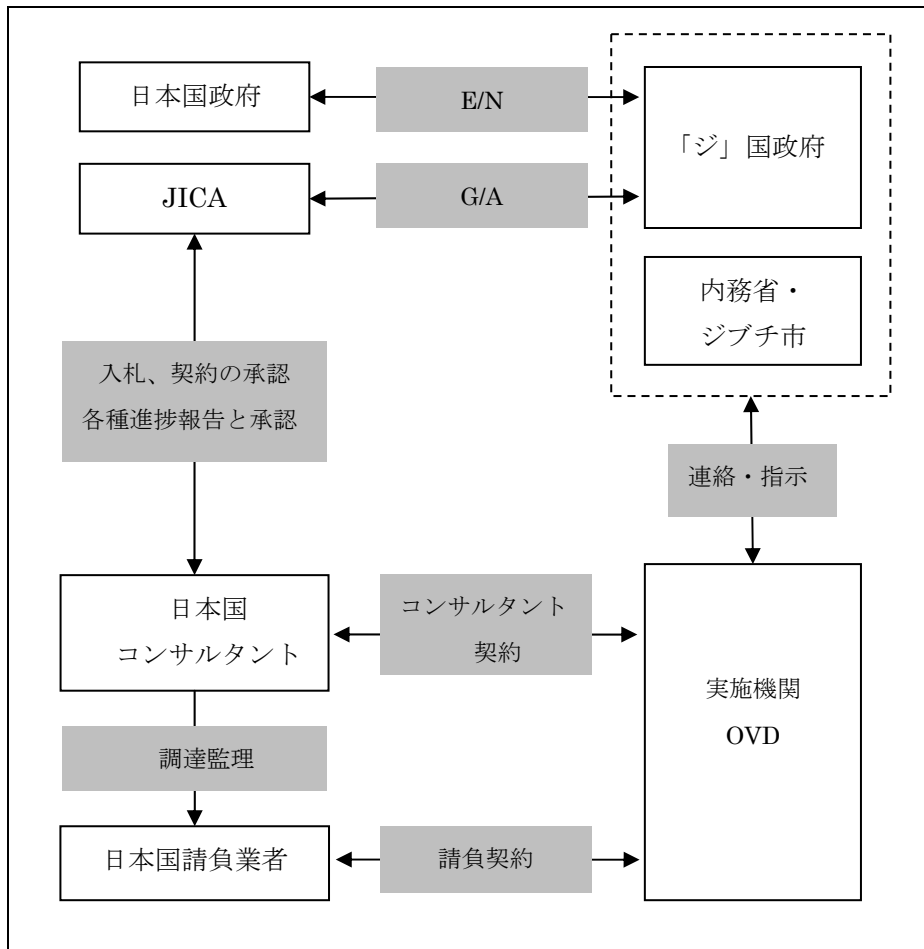 日本国政府
E/N
「ジ」国政府
JICA
G/A
内務省・
ジブチ市
入札、契約の承認
各種進捗報告と承認
連絡・指示
日本国
コンサルタント
コンサルタント
契約
実施機関
OVD
調達監理
日本国請負業者
請負契約